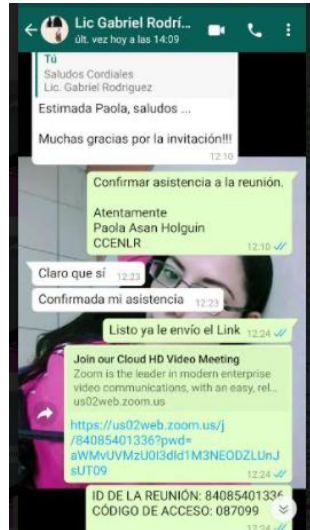 Lic Gabriel Rodrí...
últ. vez hoy a las 14:09
Tú
Saludos Cordiales
Lic. Gabriel Rodriguez
Estimada Paola, saludos ...
Muchas gracias por la invitación!!!
12:10
Confirmar asistencia a la reunión.
Atentamente
Paola Asan Holguin
CCENLR
12:10
Claro que sí 12:23
Confirmada mi asistencia 12:23
Listo ya le envío el Link 12:24
Join our Cloud HD Video Meeting
Zoom is the leader in modern enterprise
video communications, with an easy, rel...
us02web.zoom.us
https://us02web.zoom.us/j
/84085401336?pwd=
aWMvUVMzU0I3dld1M3NEODZLUnJ
sUT09
12:24
ID DE LA REUNIÓN: 84085401336
CÓDIGO DE ACCESO: 087099
12:24